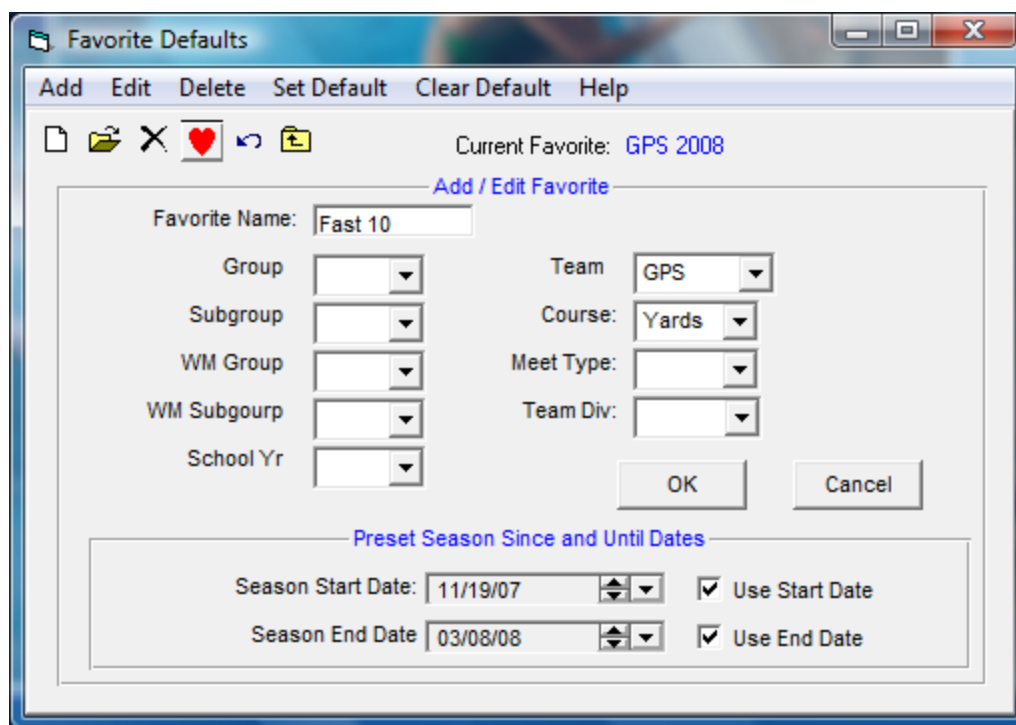 Favorite Defaults
Add Edit Delete Set Default Clear Default Help
Current Favorite: GPS 2008
Add / Edit Favorite
Favorite Name: Fast 10
Group Team GPS
Subgroup Course: Yards
WM Group Meet Type:
WM Subgourp Team Div:
School Yr
OK Cancel
Preset Season Since and Until Dates
Season Start Date: 11/19/07 Use Start Date
Season End Date 03/08/08 Use End Date